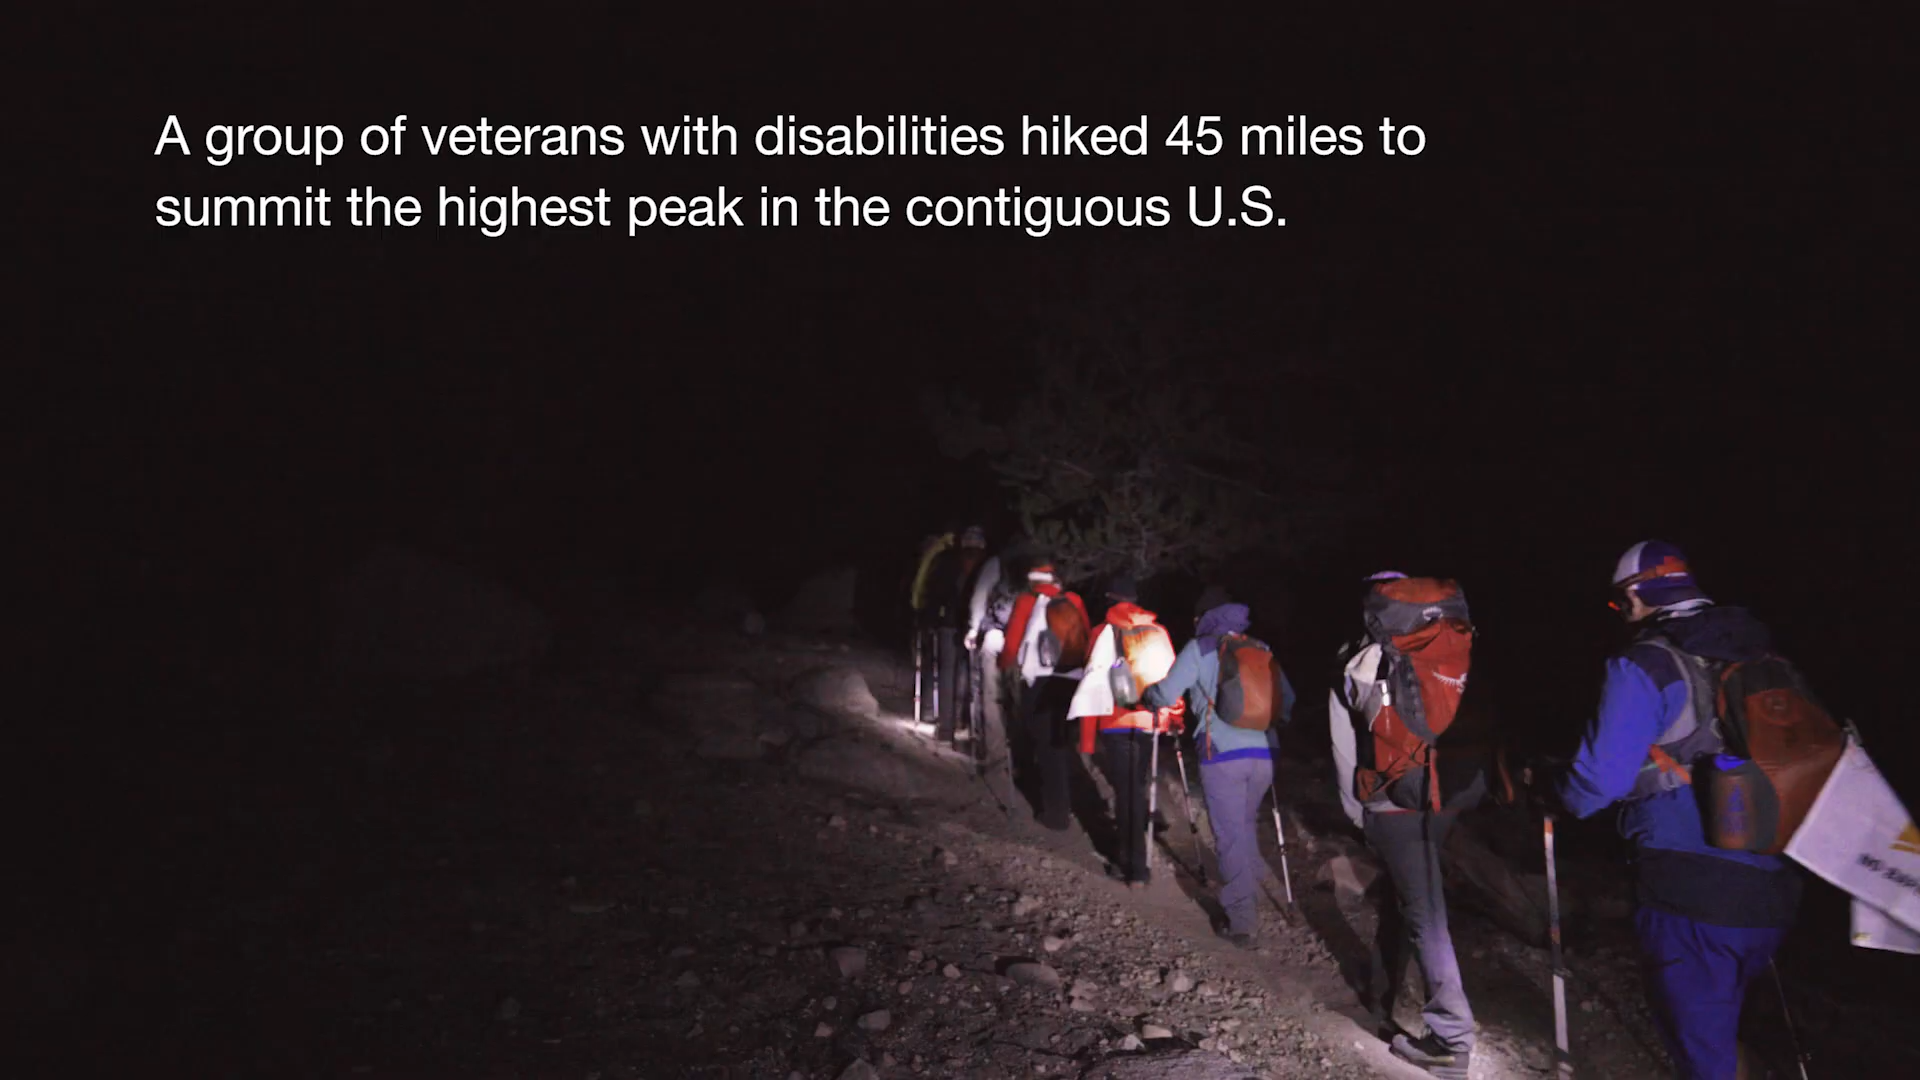 A group of veterans with disabilities hiked 45 miles to
summit the highest peak in the contiguous U.S.